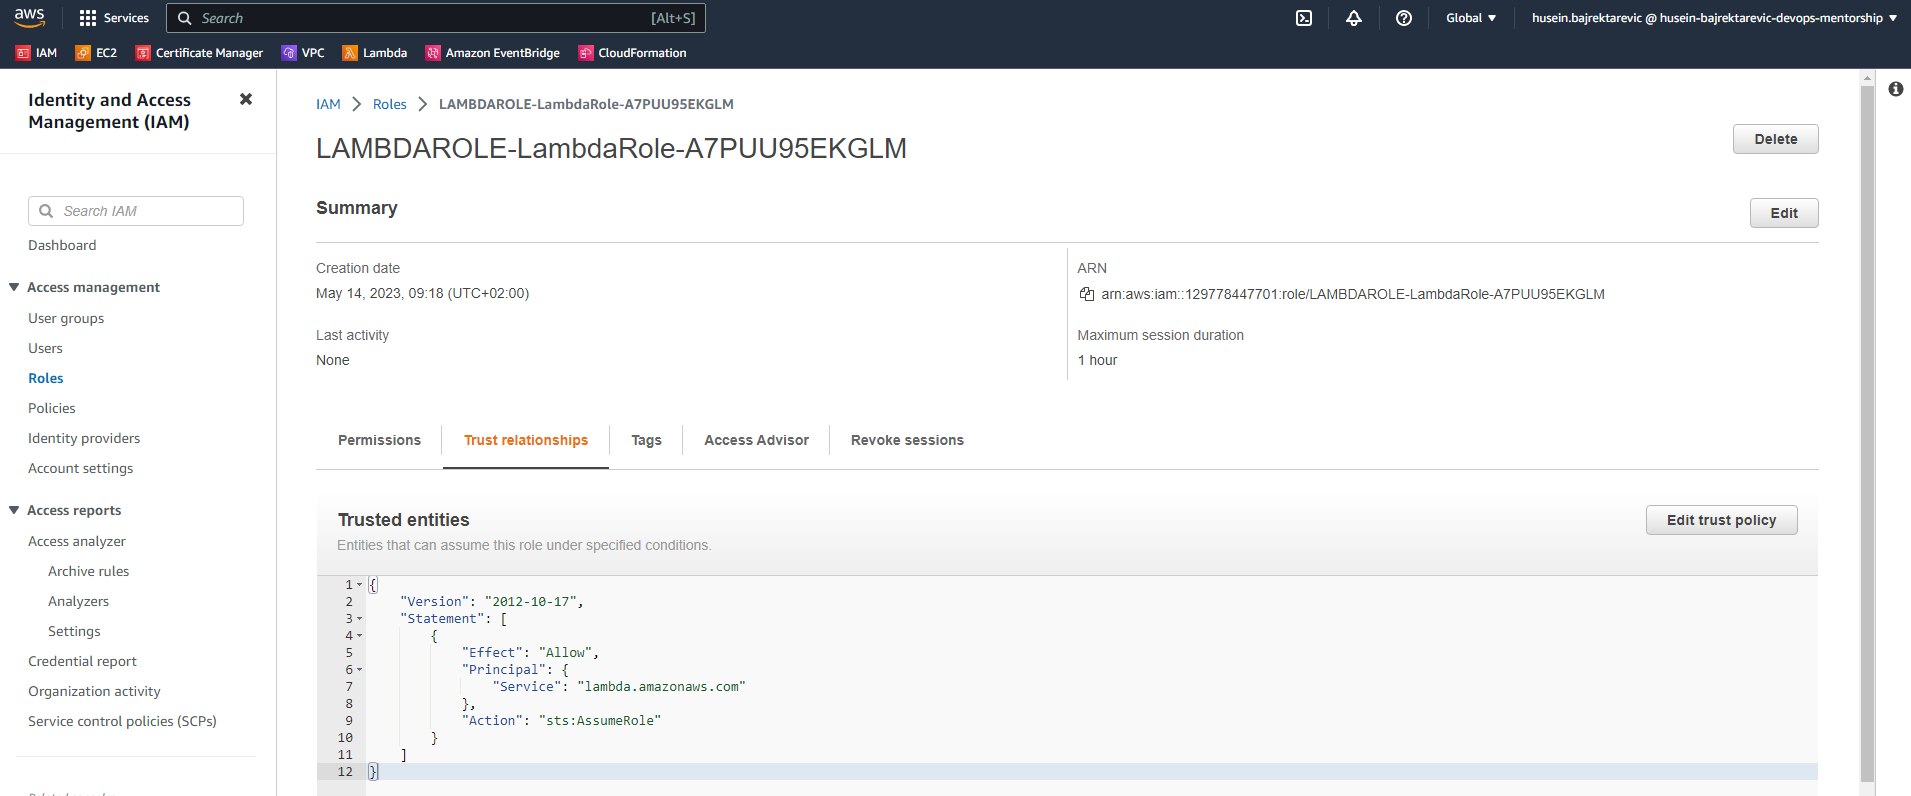 aws
Services
Search
[Alt+S]
Global
husein.bajrektarevic @ husein-bajrektarevic-devops-mentorship
IAM
EC2
Certificate Manager
VPC
Lambda
Amazon EventBridge
CloudFormation
Identity and Access
Management (IAM)
Search IAM
Dashboard
Access management
User groups
Users
Roles
Policies
Identity providers
Account settings
Access reports
Access analyzer
Archive rules
Analyzers
Settings
Credential report
Organization activity
Service control policies (SCPs)
IAM > Roles > LAMBDAROLE-LambdaRole-A7PUU95EKGLM
LAMBDAROLE-LambdaRole-A7PUU95EKGLM
Delete
Summary
Edit
Creation date
May 14, 2023, 09:18 (UTC+02:00)
ARN
arn:aws:iam::129778447701:role/LAMBDAROLE-LambdaRole-A7PUU95EKGLM
Last activity
None
Maximum session duration
1 hour
Permissions
Trust relationships
Tags
Access Advisor
Revoke sessions
Trusted entities
Entities that can assume this role under specified conditions.
Edit trust policy
1 {
2 "Version": "2012-10-17",
3 "Statement": [
4 {
5 "Effect": "Allow",
6 "Principal": {
7 "Service": "lambda.amazonaws.com"
8 },
9 "Action": "sts:AssumeRole"
10 }
11 ]
12 }